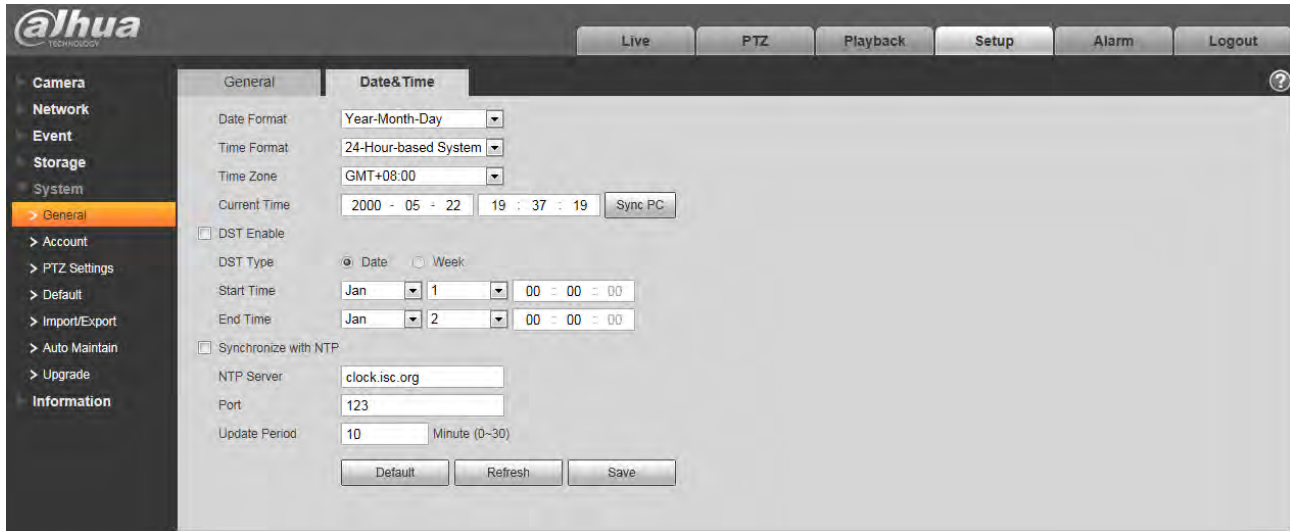 alhua
TECHNOLOGY
Live PTZ Playback Setup Alarm Logout
Camera
Network
Event
Storage
System
> General
> Account
> PTZ Settings
> Default
> Import/Export
> Auto Maintain
> Upgrade
Information
General Date&Time ?
Date Format Year-Month-Day
Time Format 24-Hour-based System
Time Zone GMT+08:00
Current Time 2000 - 05 - 22 19 : 37 : 19 Sync PC
DST Enable
DST Type Date Week
Start Time Jan 1 00 : 00 : 00
End Time Jan 2 00 : 00 : 00
Synchronize with NTP
NTP Server clock.isc.org
Port 123
Update Period 10 Minute (0~30)
Default Refresh Save